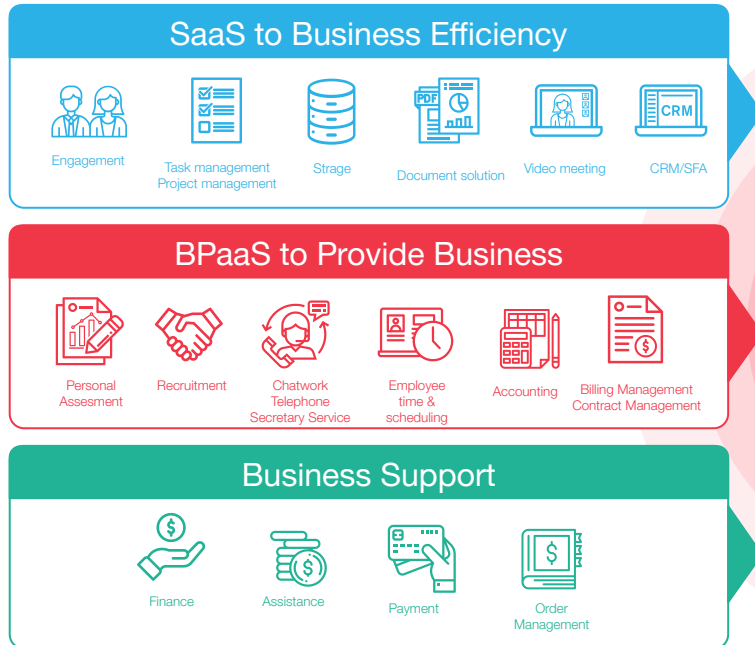 SaaS to Business Efficiency
PDF
CRM
Engagement
Task management
Project management
Strage
Document solution
Video meeting
CRM/SFA
BPaaS to Provide Business
Personal
Assesment
Recruitment
Chatwork
Telephone
Secretary Service
Employee
time &
scheduling
Accounting
Billing Management
Contract Management
Business Support
Finance
Assistance
Payment
Order
Management